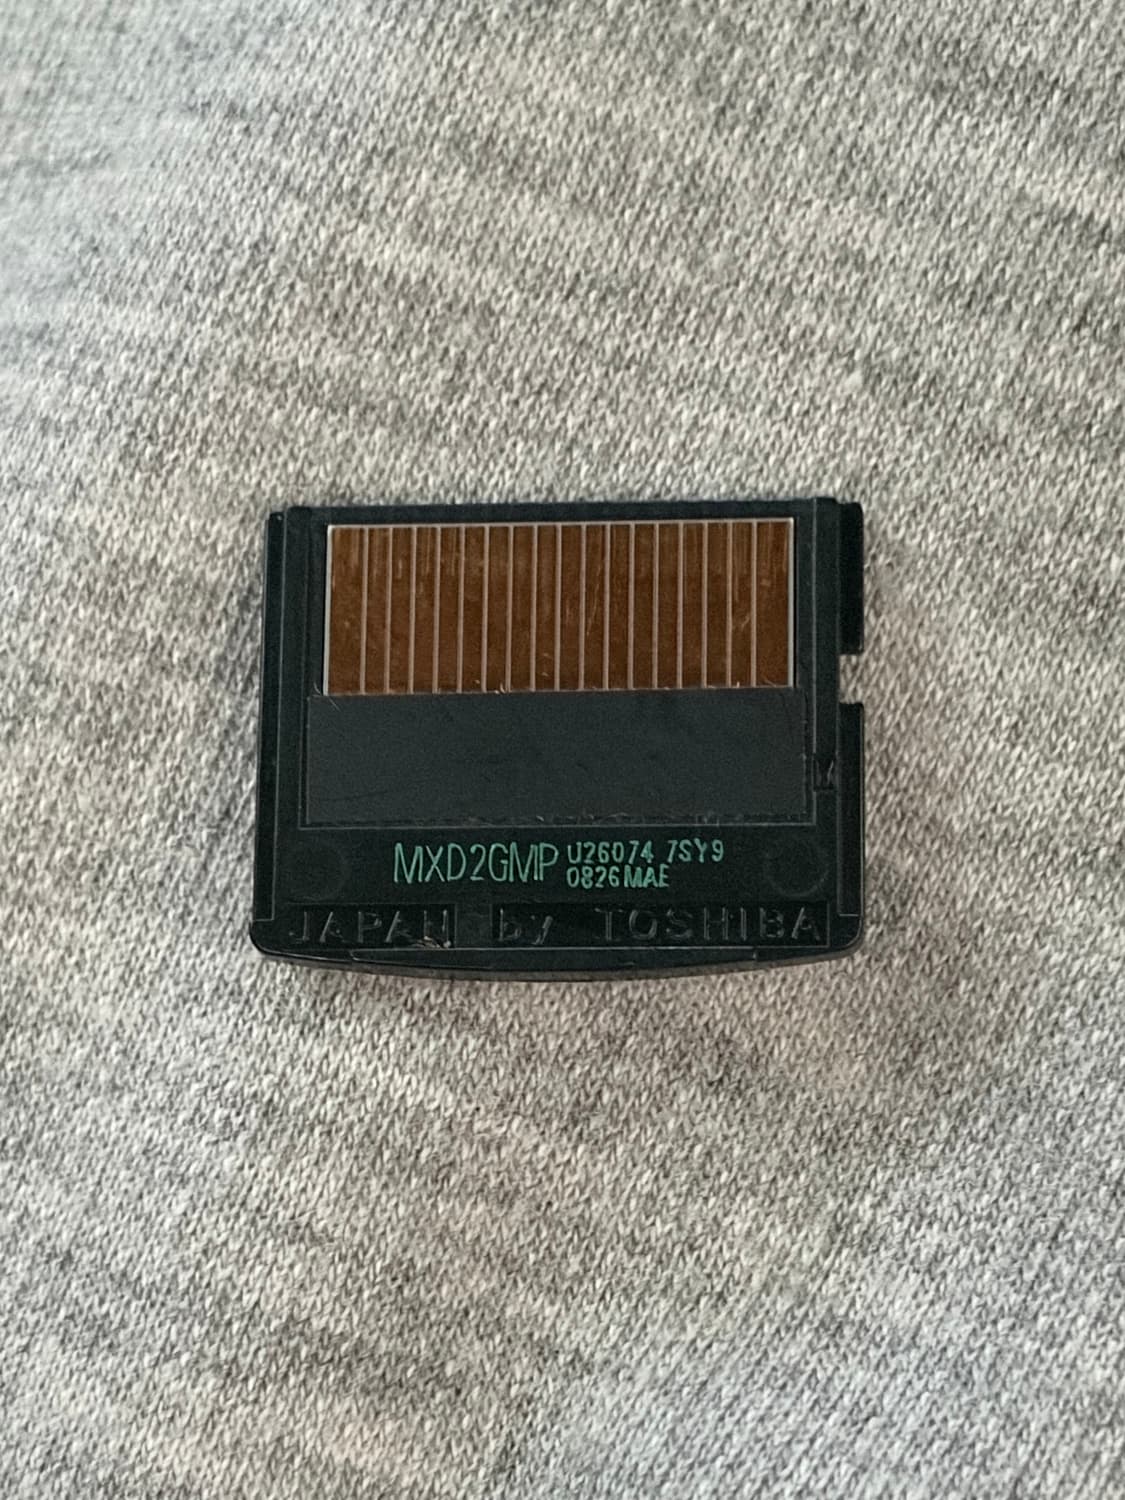 MXD2GMP U26074 7SY9
0826MAE
JAPAN by TOSHIBA